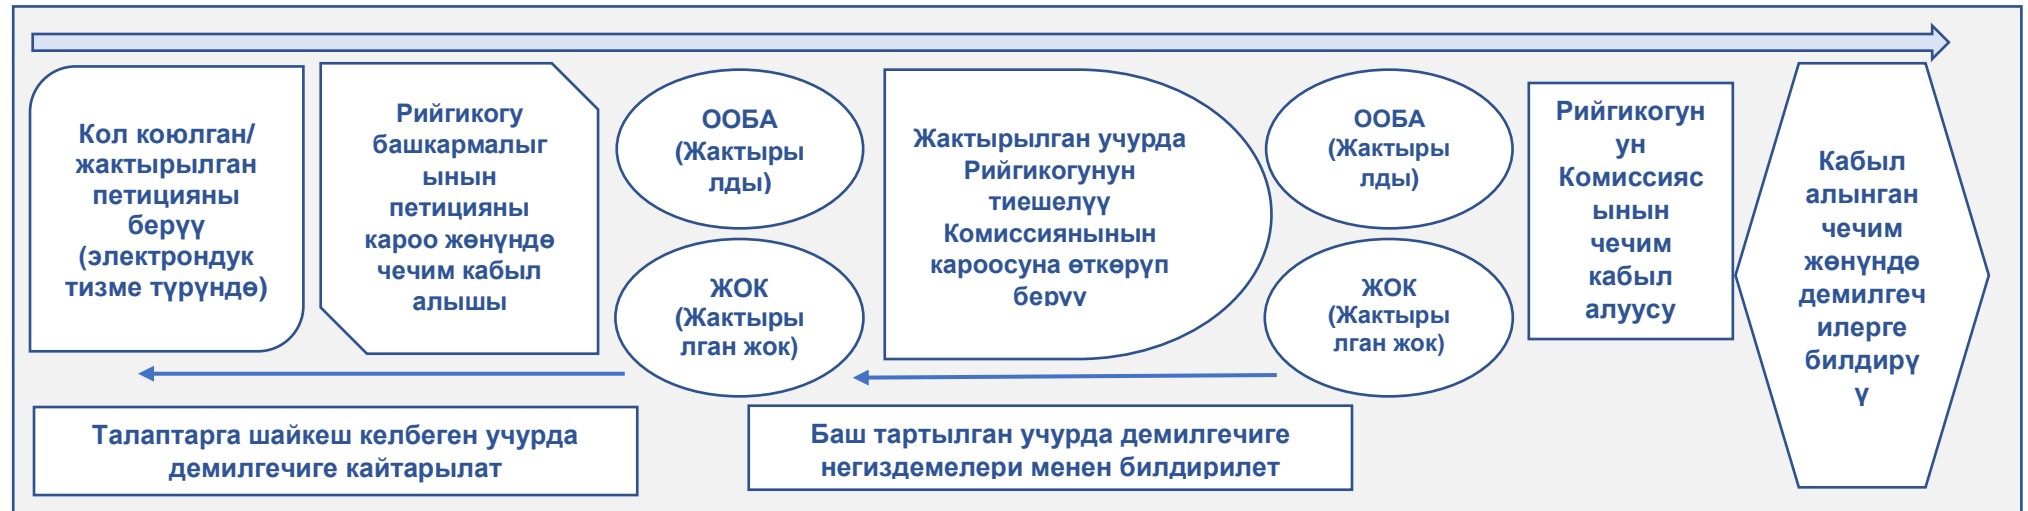 Кол коюлган/
жактырылган
петицияны
берүү
(электрондук
тизме түрүндө)
Рийгикогу
башкармалыг
ынын
петицияны
кароо жөнүндө
чечим кабыл
алышы
ООБА
(Жактыры
лды)
ЖОК
(Жактыры
лган жок)
Жактырылган учурда
Рийгикогунун
тиешелүү
Комиссиянынын
кароосуна өткөрүп
берүү
ООБА
(Жактыры
лды)
ЖОК
(Жактыры
лган жок)
Рийгикогун
ун
Комиссияс
ынын
чечим
кабыл
алуусу
Кабыл
алынган
чечим
жөнүндө
демилгеч
илерге
билдирү
ү
Талаптарга шайкеш келбеген учурда
демилгечиге кайтарылат
Баш тартылган учурда демилгечиге
негиздемелери менен билдирилет